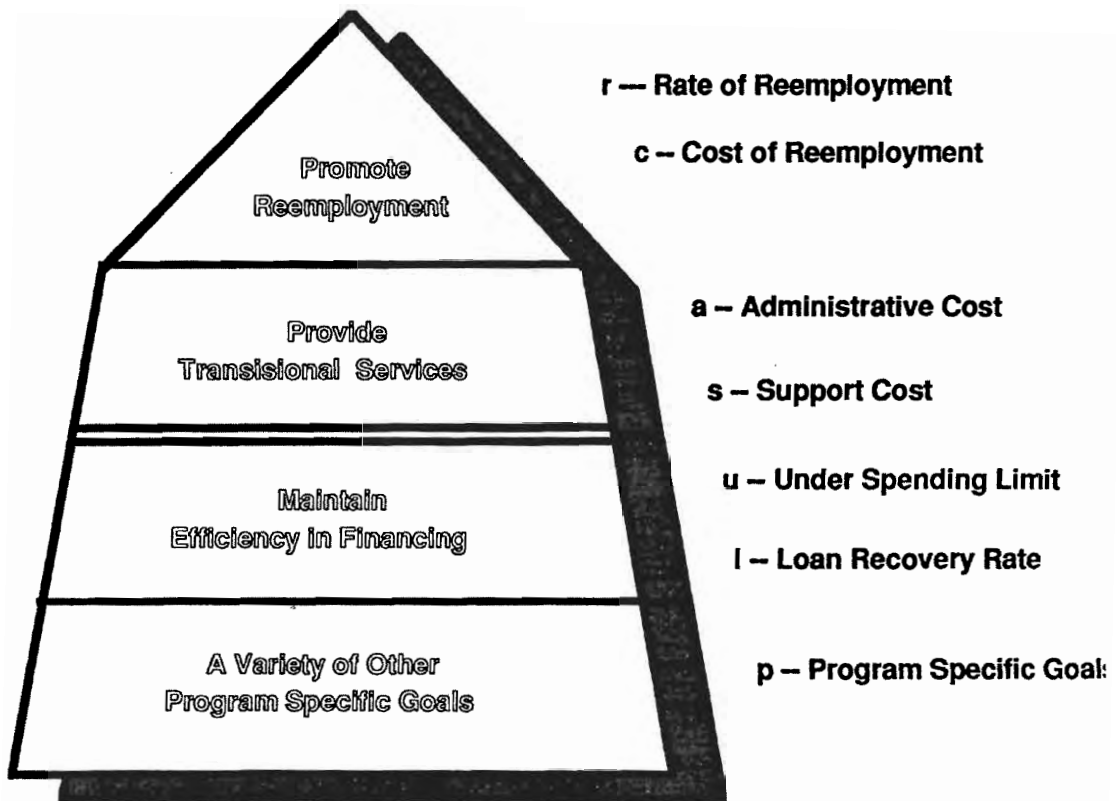 r — Rate of Reemployment
c – Cost of Reemployment
Promote
Reemployment
a – Administrative Cost
Provide
Transisional Services
s – Support Cost
u – Under Spending Limit
Maintain
Efficiency in Financing
l – Loan Recovery Rate
A Variety of Other
Program Specific Goals
p – Program Specific Goals